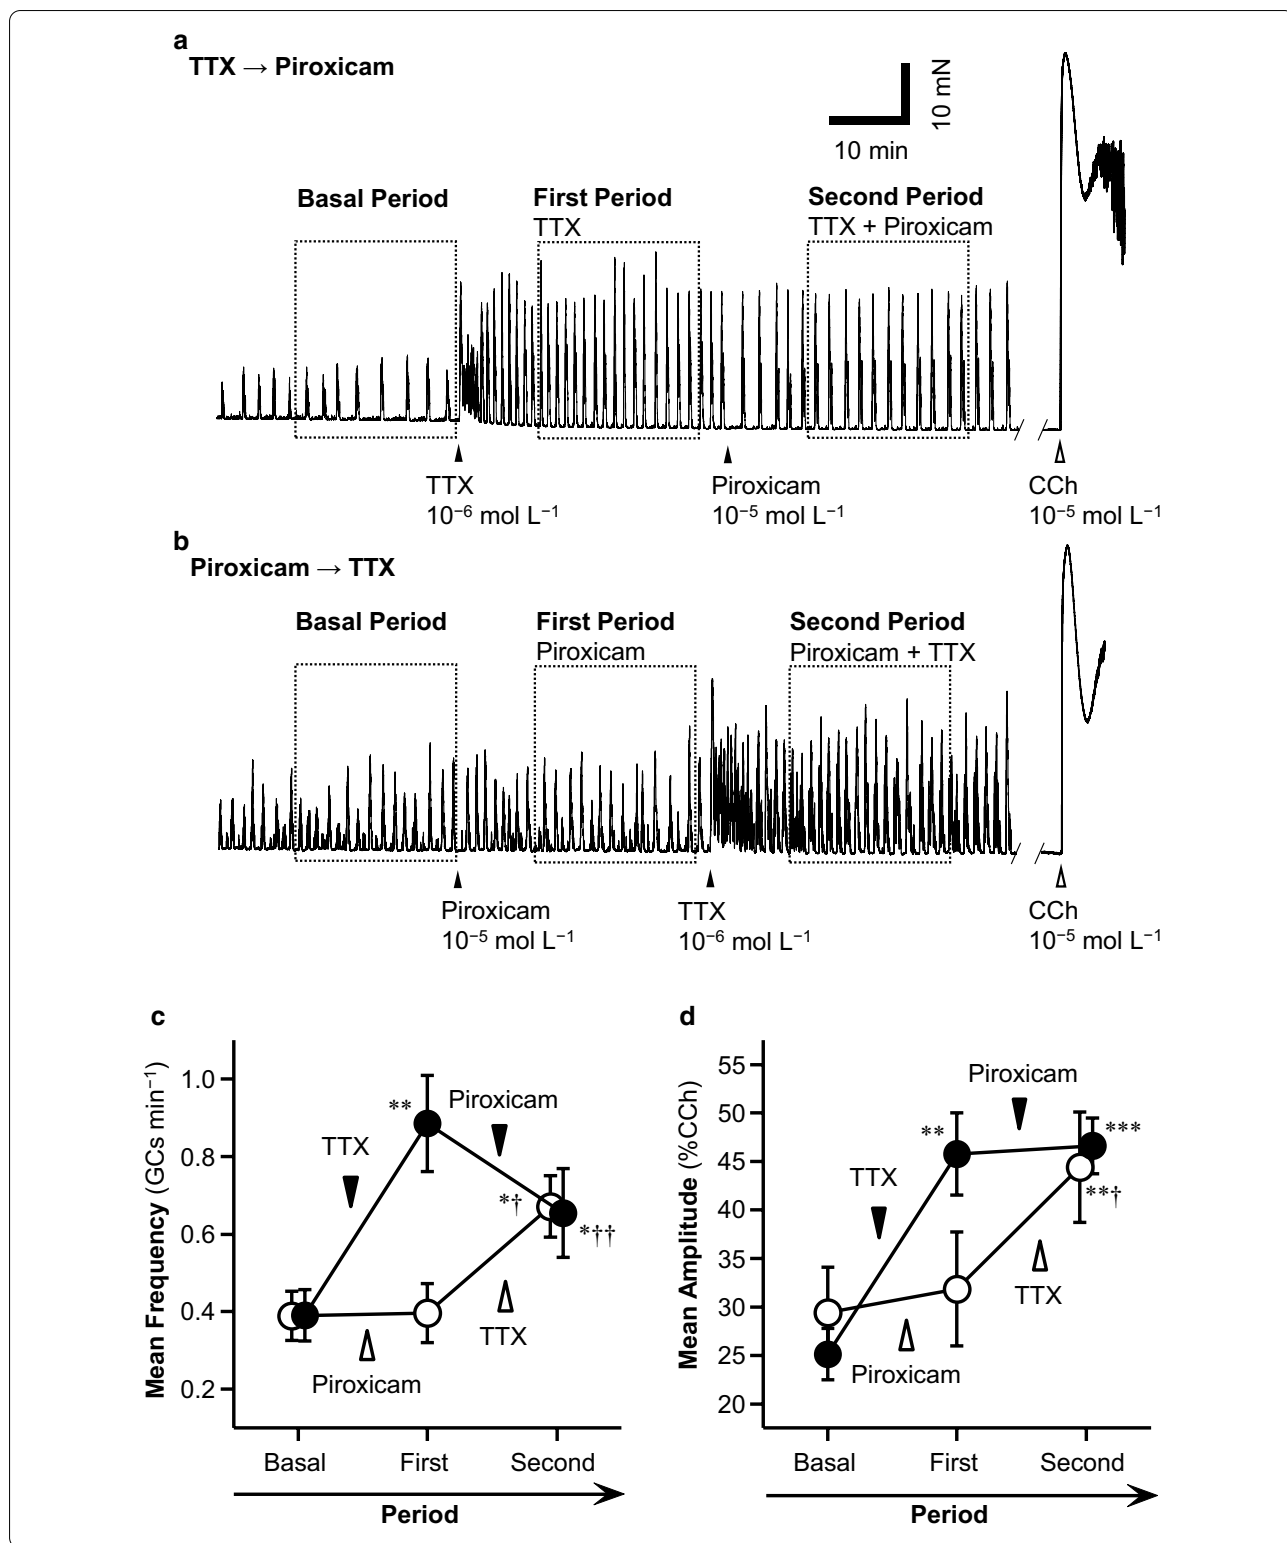 a
TTX → Piroxicam
10 mN
10 min
Basal Period
First Period
TTX
Second Period
TTX + Piroxicam
TTX
10⁻⁶ mol L⁻¹
Piroxicam
10⁻⁵ mol L⁻¹
CCh
10⁻⁵ mol L⁻¹
b
Piroxicam → TTX
Basal Period
First Period
Piroxicam
Second Period
Piroxicam + TTX
Piroxicam
10⁻⁵ mol L⁻¹
TTX
10⁻⁶ mol L⁻¹
CCh
10⁻⁵ mol L⁻¹
c
Mean Frequency (GCs min⁻¹)
1.0
0.8
0.6
0.4
0.2
TTX
**
Piroxicam
*†
*††
TTX
Piroxicam
Basal
First
Second
Period
d
Mean Amplitude (%CCh)
55
50
45
40
35
30
25
20
Piroxicam
**
***
TTX
**†
TTX
Piroxicam
Basal
First
Second
Period